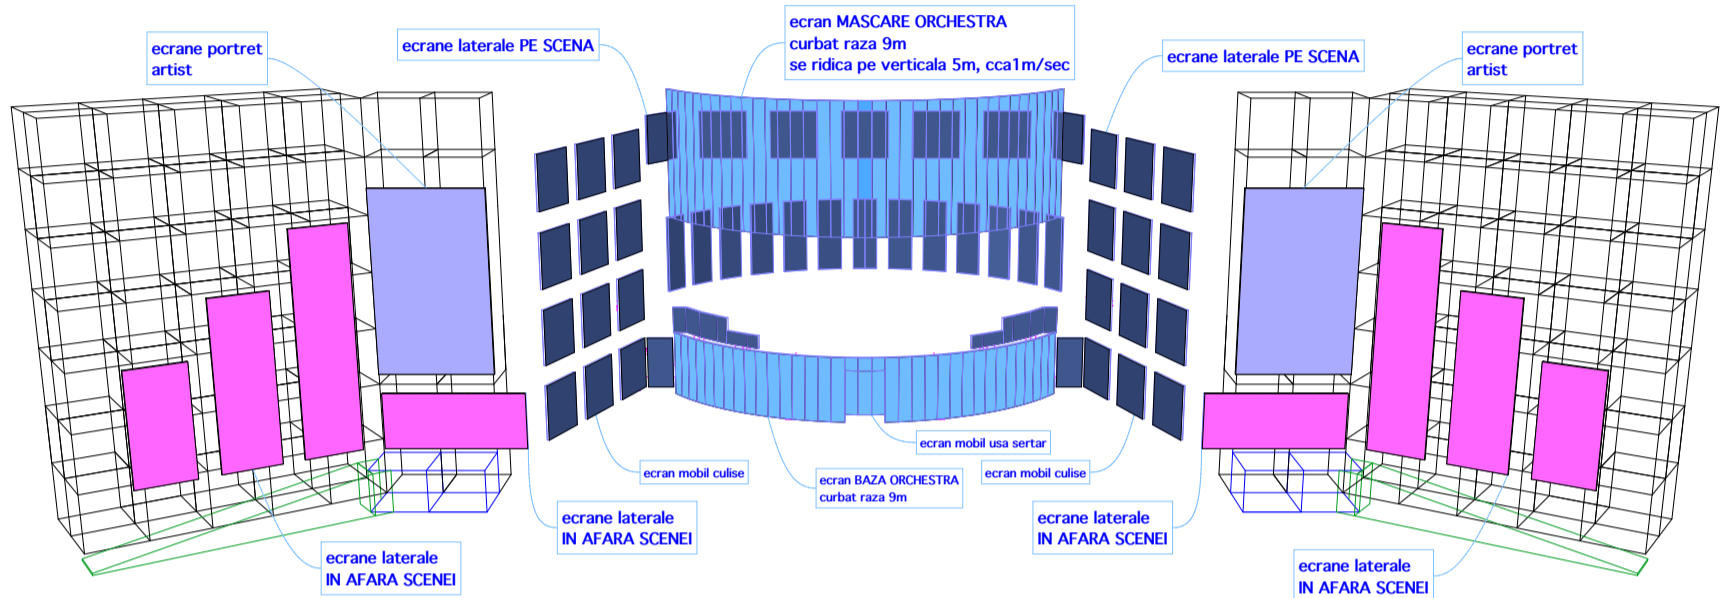 ecrane portret
artist
ecrane laterale PE SCENA
ecran MASCARE ORCHESTRA
curbat raza 9m
se ridica pe verticala 5m, cca1m/sec
ecrane laterale PE SCENA
ecrane portret
artist
ecran mobil culise
ecran BAZA ORCHESTRA
curbat raza 9m
ecran mobil usa sertar
ecran mobil culise
ecrane laterale
IN AFARA SCENEI
ecrane laterale
IN AFARA SCENEI
ecrane laterale
IN AFARA SCENEI
ecrane laterale
IN AFARA SCENEI